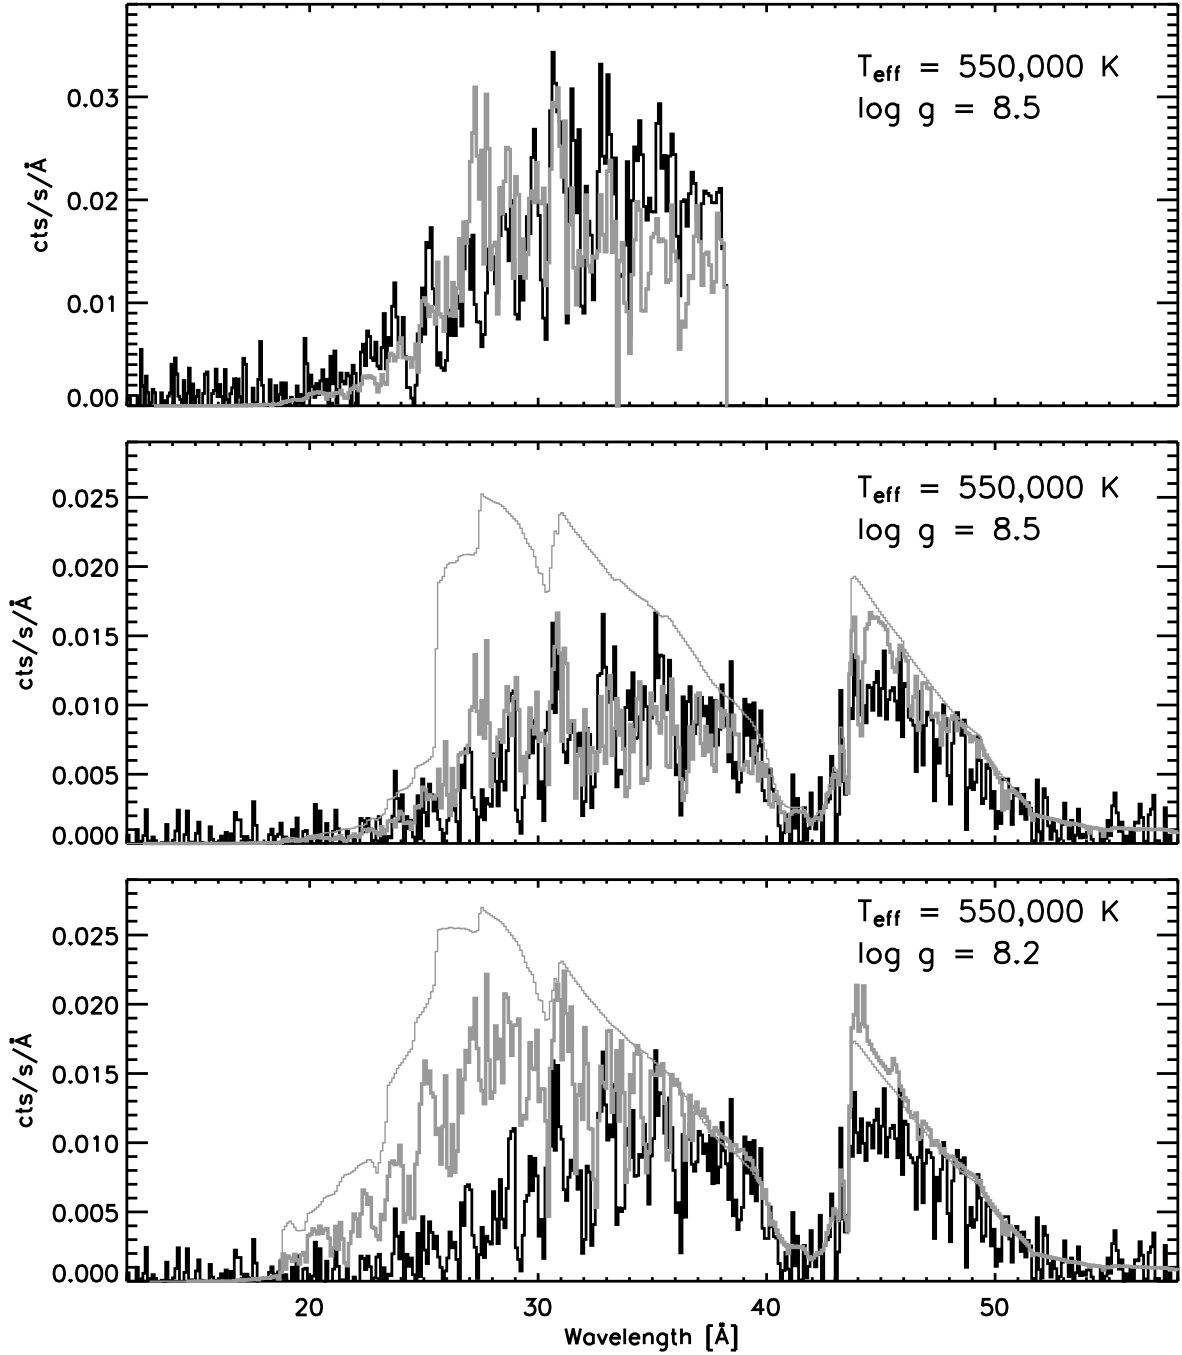 T_eff = 550,000 K
log g = 8.5
0.03
0.02
0.01
0.00
cts/s/Å
T_eff = 550,000 K
log g = 8.5
0.025
0.020
0.015
0.010
0.005
0.000
cts/s/Å
T_eff = 550,000 K
log g = 8.2
0.025
0.020
0.015
0.010
0.005
0.000
cts/s/Å
20 30 40 50
Wavelength [Å]